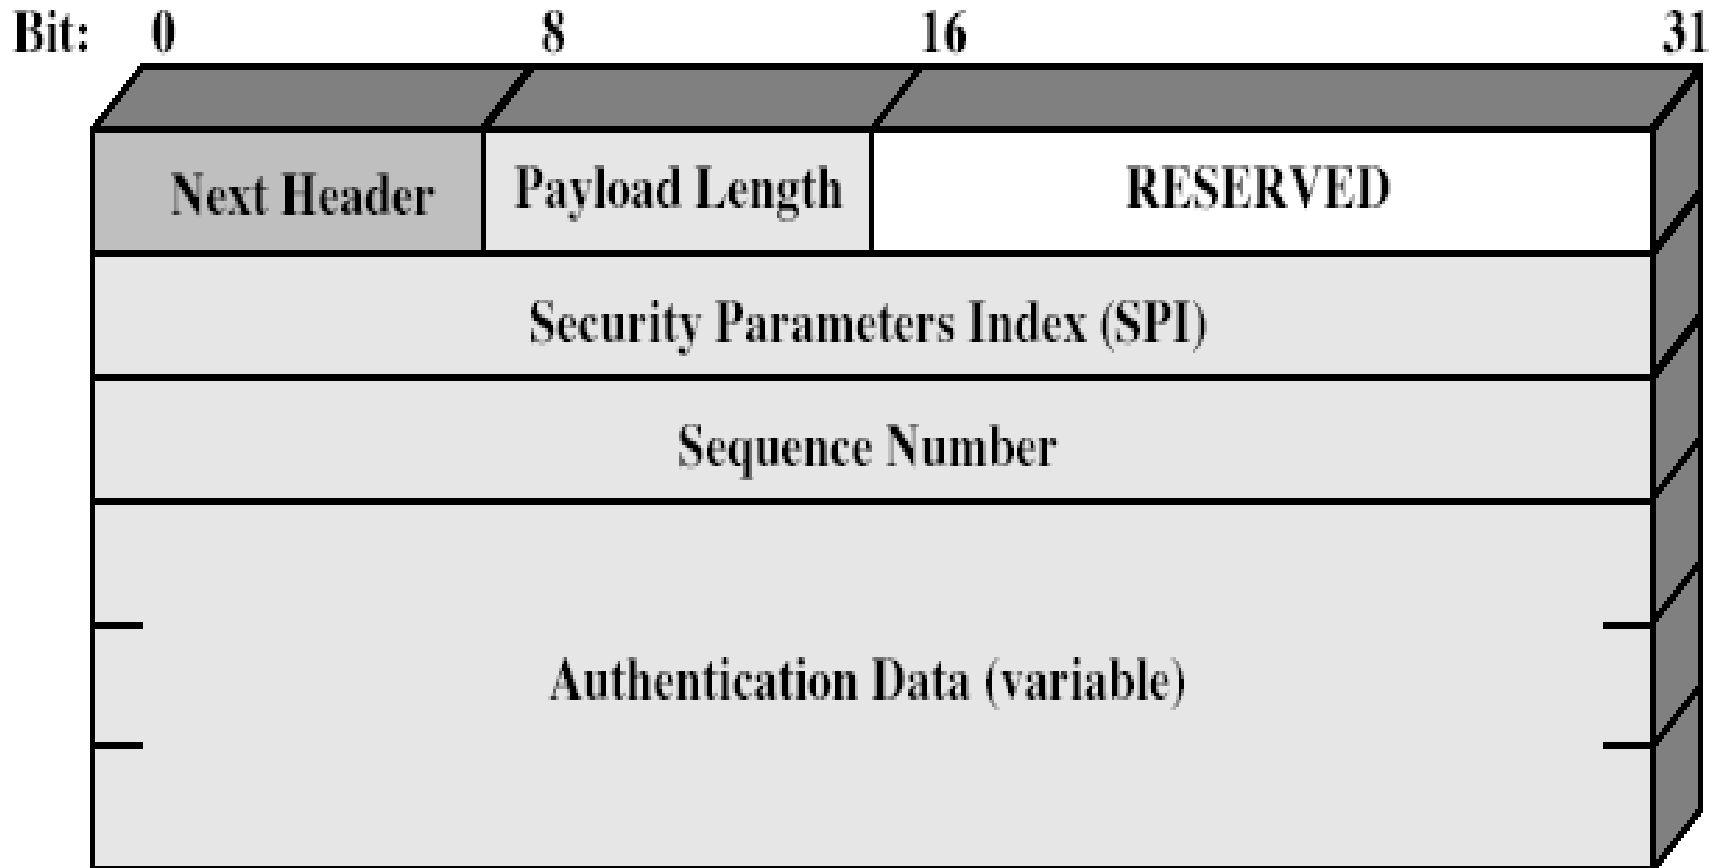 Bit: 0 8 16 31
Next Header Payload Length RESERVED
Security Parameters Index (SPI)
Sequence Number
Authentication Data (variable)